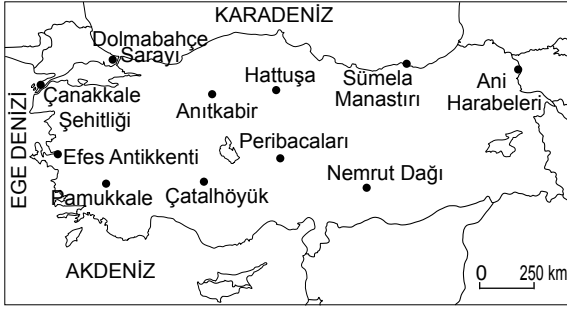 KARADENİZ
Dolmabahçe
Sarayı
Hattuşa
Sümela
Manastırı
Ani
Harabeleri
Çanakkale
Şehitliği
Anıtkabir
EGE DENİZİ
Efes Antikkenti
Peribacaları
Pamukkale
Çatalhöyük
Nemrut Dağı
AKDENİZ
0 250 km